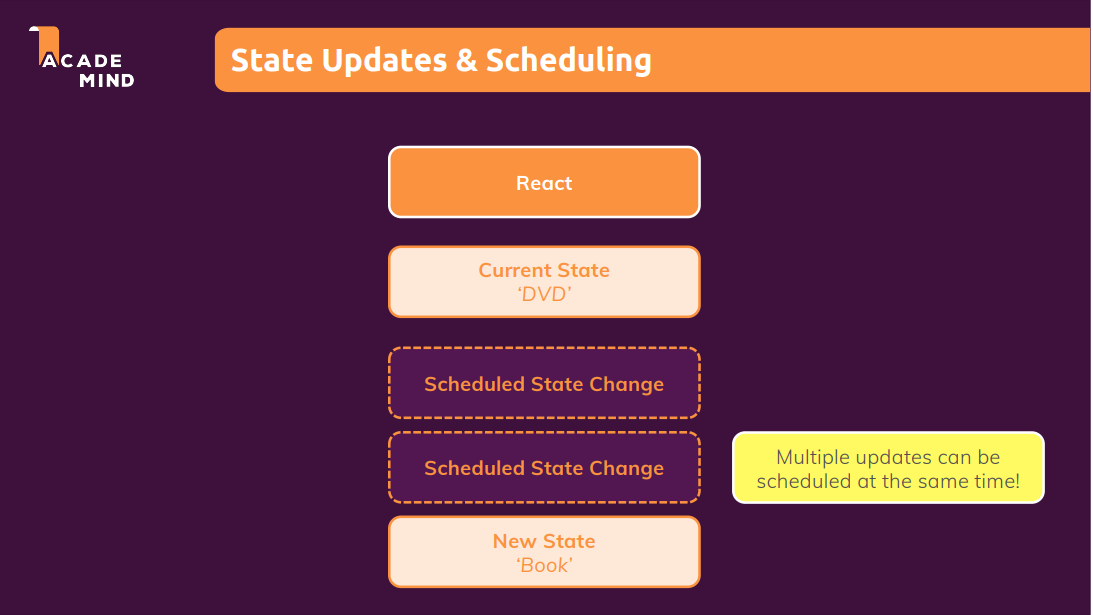 ACADE
MIND
State Updates & Scheduling
React
Current State
‘DVD’
Scheduled State Change
Scheduled State Change
Multiple updates can be
scheduled at the same time!
New State
‘Book’